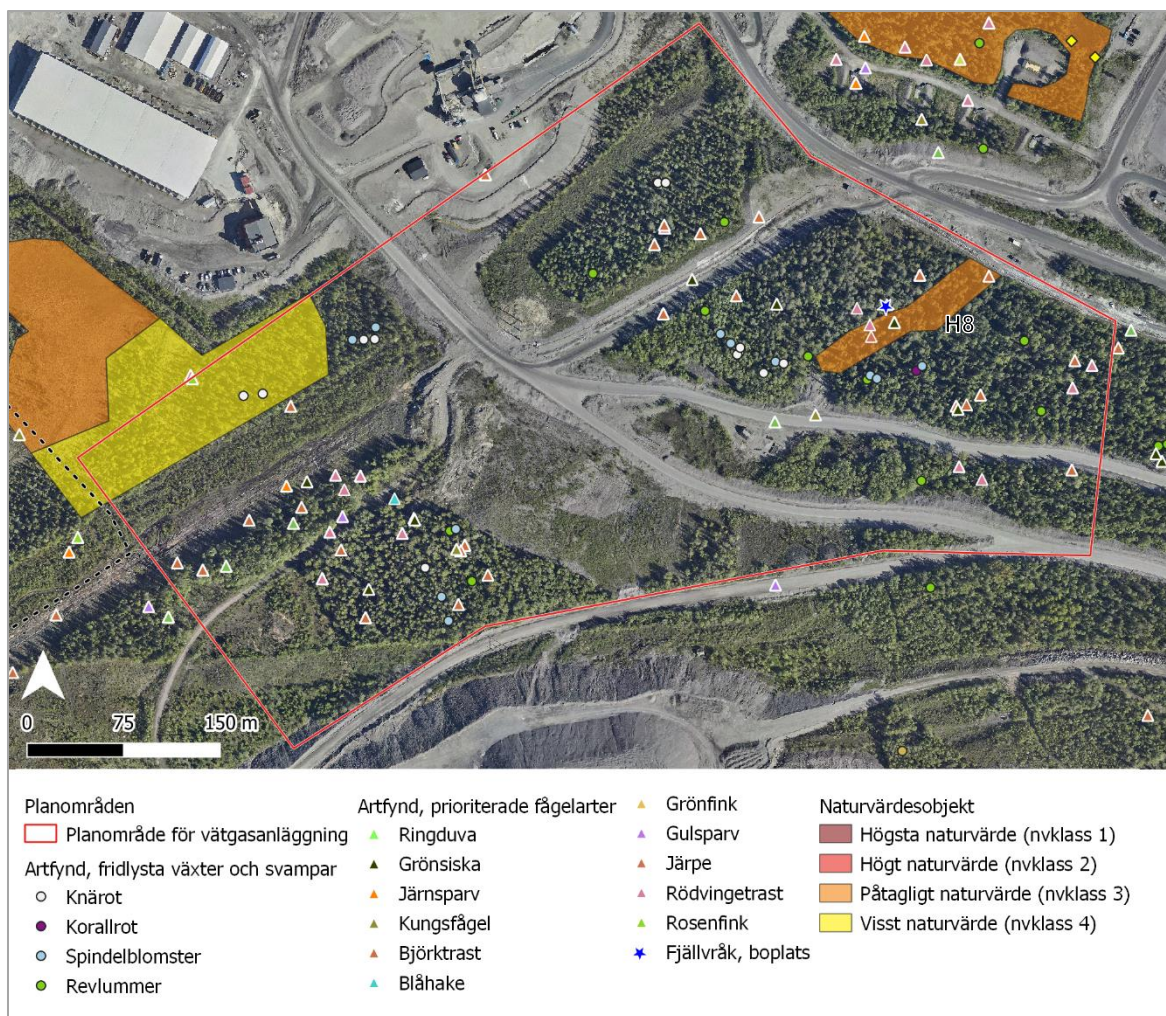 H8
0 75 150 m
Planområden
Planområde för vätgasanläggning
Artfynd, fridlysta växter och svampar
Knärot
Korallrot
Spindelblomster
Revlummer
Artfynd, prioriterade fågelarter
Ringduva
Grönsiska
Järnsparv
Kungsfågel
Björktrast
Blåhake
Grönfink
Gulsparv
Järpe
Rödvingetrast
Rosenfink
Fjällvråk, boplats
Naturvärdesobjekt
Högsta naturvärde (nvklass 1)
Högt naturvärde (nvklass 2)
Påtagligt naturvärde (nvklass 3)
Visst naturvärde (nvklass 4)